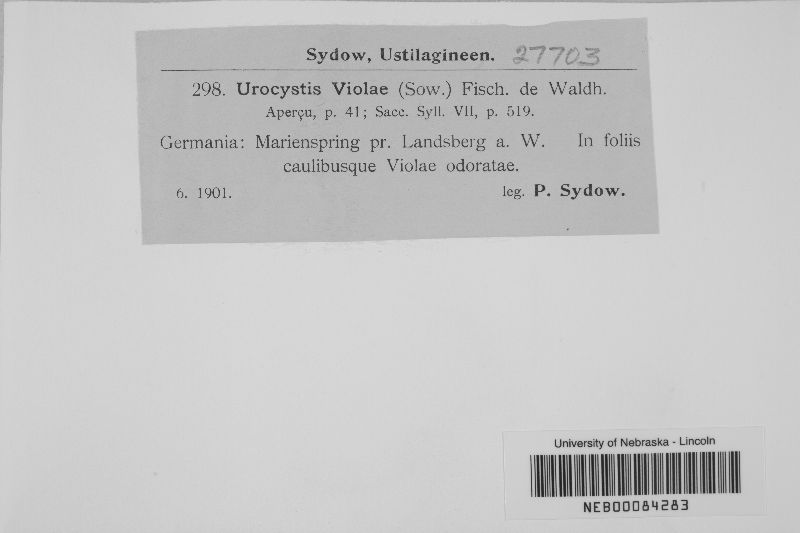 Sydow, Ustilagineen. 27703
298. Urocystis Violae (Sow.) Fisch. de Waldh.
Aperçu, p. 41; Sacc. Syll. VII, p. 519.
Germania: Marienspring pr. Landsberg a. W. In foliis
caulibusque Violae odoratae.
6. 1901. leg. P. Sydow.
University of Nebraska - Lincoln
NEB00084283